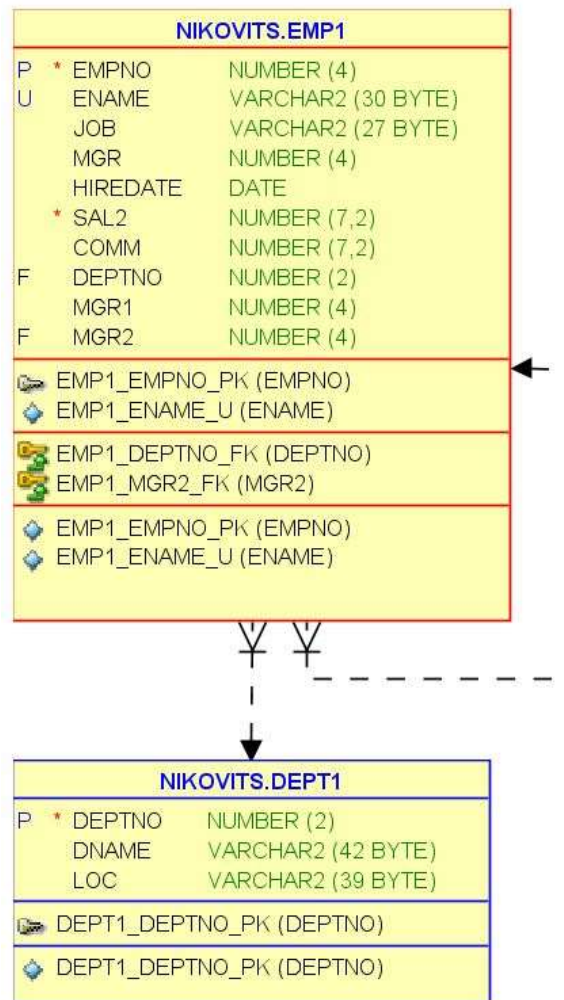 NIKOVITS.EMP1
P * EMPNO NUMBER (4)
U ENAME VARCHAR2 (30 BYTE)
JOB VARCHAR2 (27 BYTE)
MGR NUMBER (4)
HIREDATE DATE
* SAL2 NUMBER (7,2)
COMM NUMBER (7,2)
F DEPTNO NUMBER (2)
MGR1 NUMBER (4)
F MGR2 NUMBER (4)
EMP1_EMPNO_PK (EMPNO)
EMP1_ENAME_U (ENAME)
EMP1_DEPTNO_FK (DEPTNO)
EMP1_MGR2_FK (MGR2)
EMP1_EMPNO_PK (EMPNO)
EMP1_ENAME_U (ENAME)
NIKOVITS.DEPT1
P * DEPTNO NUMBER (2)
DNAME VARCHAR2 (42 BYTE)
LOC VARCHAR2 (39 BYTE)
DEPT1_DEPTNO_PK (DEPTNO)
DEPT1_DEPTNO_PK (DEPTNO)